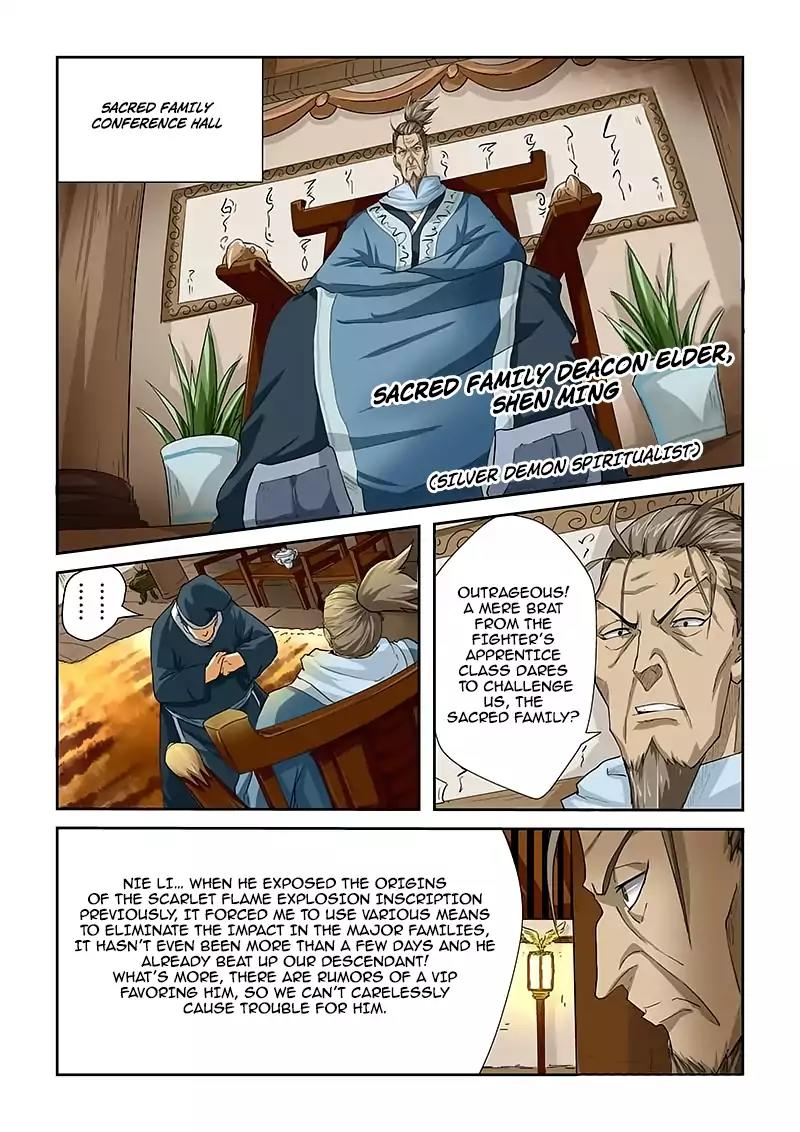 SACRED FAMILY
CONFERENCE HALL
SACRED FAMILY DEACON ELDER,
SHEN MING
(SILVER DEMON SPIRITUALIST)
OUTRAGEOUS!
A MERE BRAT
FROM THE
FIGHTER'S
APPRENTICE
CLASS DARES
TO CHALLENGE
US, THE
SACRED FAMILY?
NIE LI... WHEN HE EXPOSED THE ORIGINS
OF THE SCARLET FLAME EXPLOSION INSCRIPTION
PREVIOUSLY, IT FORCED ME TO USE VARIOUS MEANS
TO ELIMINATE THE IMPACT IN THE MAJOR FAMILIES,
IT HASN'T EVEN BEEN MORE THAN A FEW DAYS AND HE
ALREADY BEAT UP OUR DESCENDANT!
WHAT'S MORE, THERE ARE RUMORS OF A VIP
FAVORING HIM, SO WE CAN'T CARELESSLY
CAUSE TROUBLE FOR HIM.